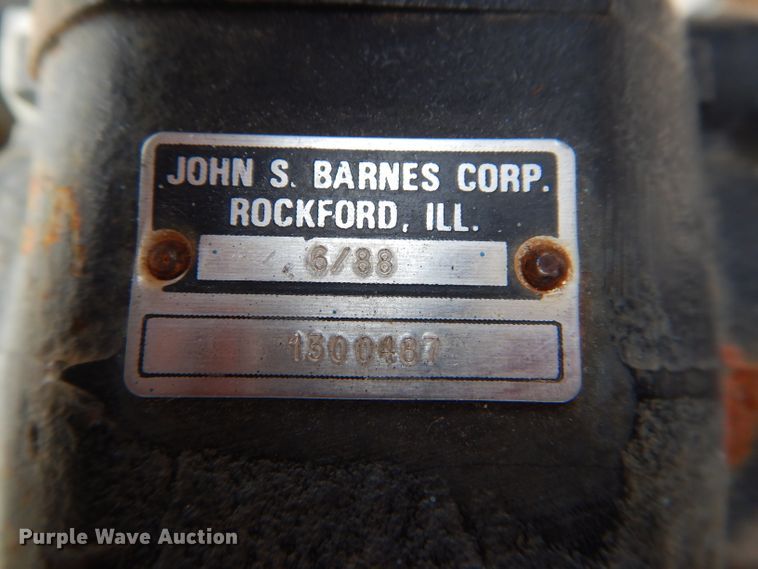 JOHN S. BARNES CORP.
ROCKFORD, ILL.
6/88
1300487
Purple Wave Auction